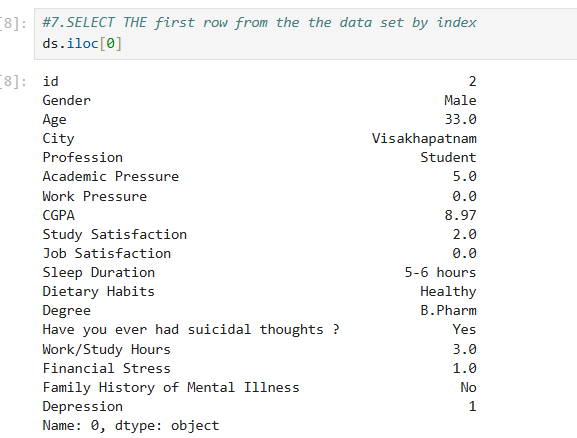 [8]: #7.SELECT THE first row from the the data set by index
ds.iloc[0]
[8]: id 2
Gender Male
Age 33.0
City Visakhapatnam
Profession Student
Academic Pressure 5.0
Work Pressure 0.0
CGPA 8.97
Study Satisfaction 2.0
Job Satisfaction 0.0
Sleep Duration 5-6 hours
Dietary Habits Healthy
Degree B.Pharm
Have you ever had suicidal thoughts ? Yes
Work/Study Hours 3.0
Financial Stress 1.0
Family History of Mental Illness No
Depression 1
Name: 0, dtype: object